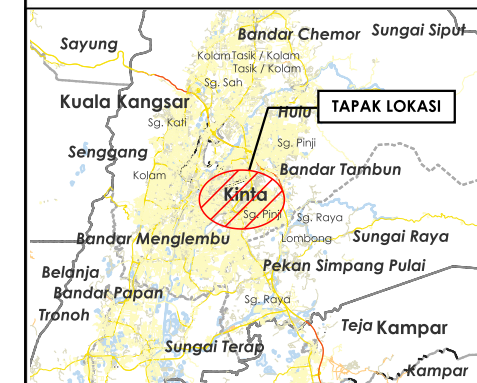 Bandar Chemor
Sungai Siput
Sayung
Kolam
Tasik / Kolam
Tasik / Kolam
Sg. Sah
Kuala Kangsar
TAPAK LOKASI
Hulu
Sg. Kati
Sg. Pinji
Senggang
Kolam
Bandar Tambun
Kinta
Sg. Pinji
Sg. Raya
Bandar Menglembu
Lombong
Sungai Raya
Belanja
Pekan Simpang Pulai
Bandar Papan
Sg. Raya
Tronoh
Teja
Kampar
Sungai Terap
Kampar